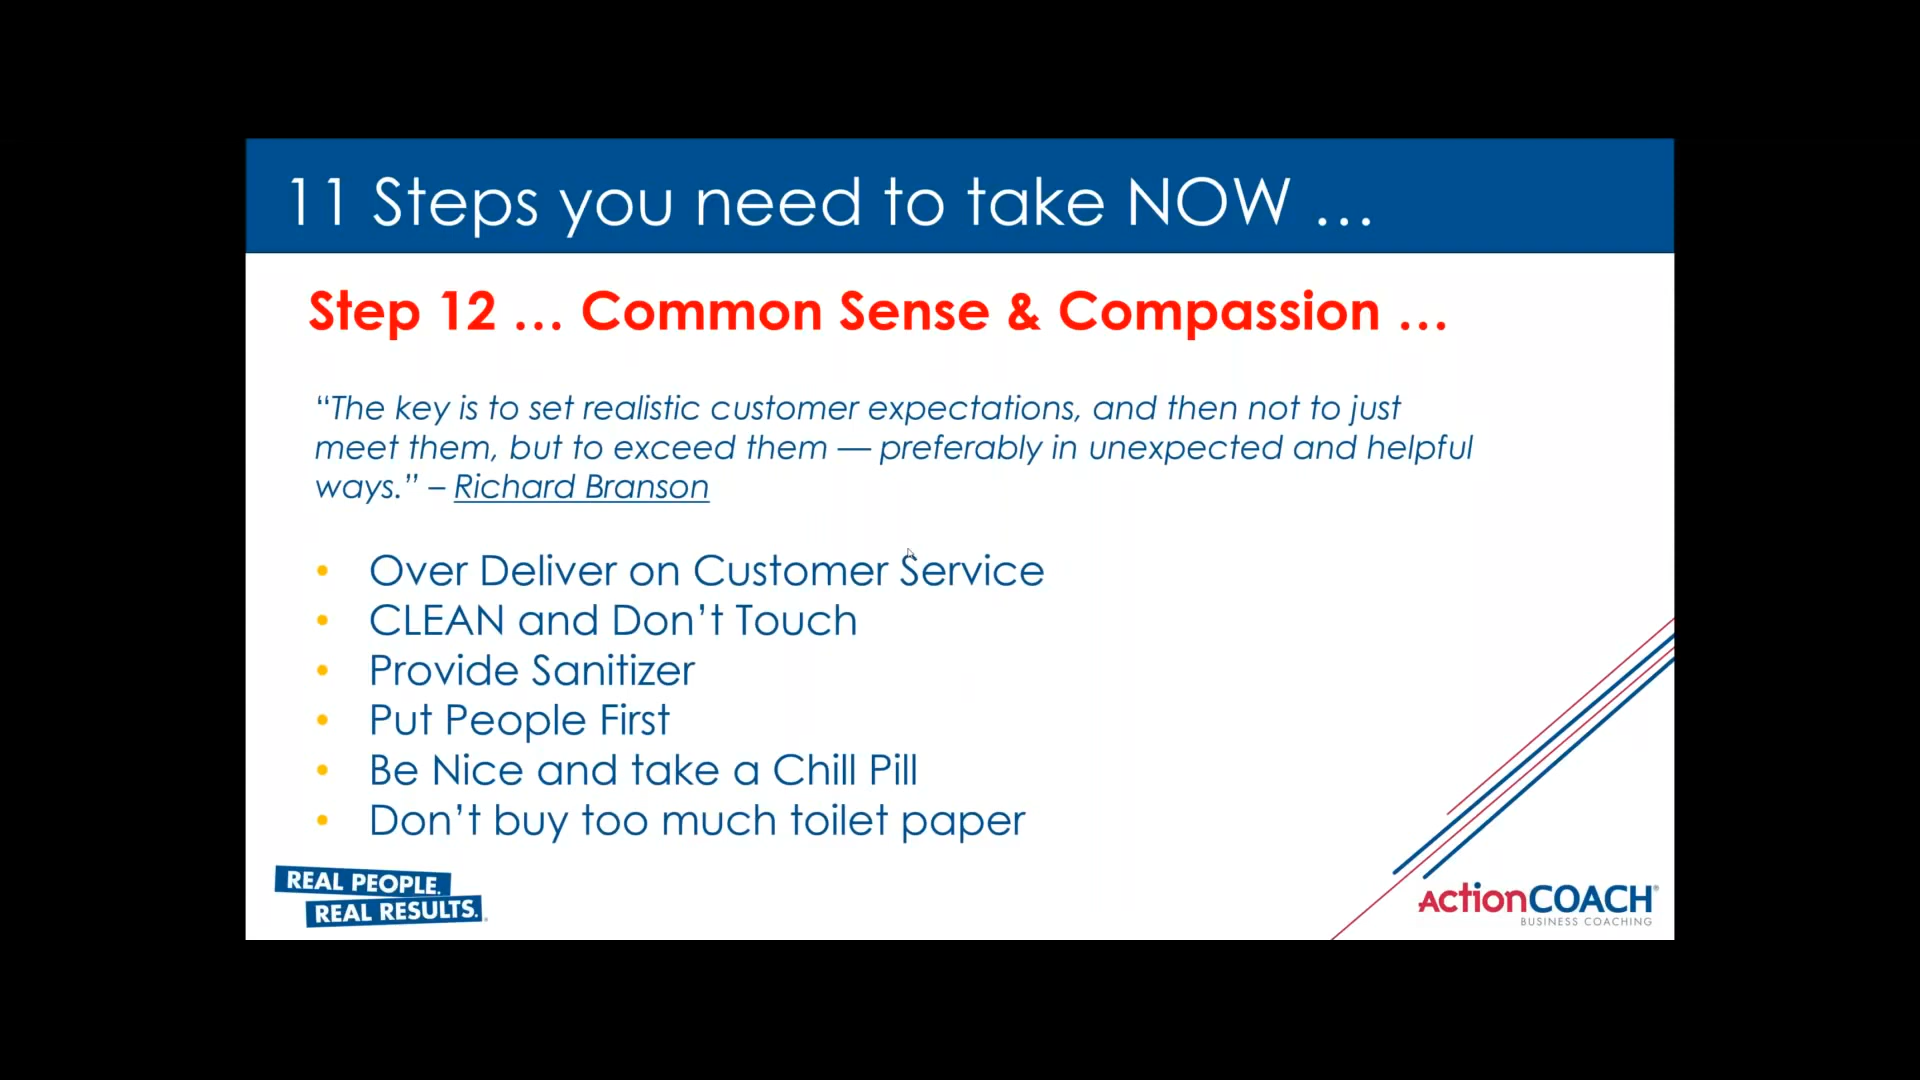 11 Steps you need to take NOW ...
Step 12 ... Common Sense & Compassion ...
“The key is to set realistic customer expectations, and then not to just
meet them, but to exceed them — preferably in unexpected and helpful
ways.” – Richard Branson
• Over Deliver on Customer Service
• CLEAN and Don’t Touch
• Provide Sanitizer
• Put People First
• Be Nice and take a Chill Pill
• Don’t buy too much toilet paper
REAL PEOPLE.
REAL RESULTS.
ActionCOACH®
BUSINESS COACHING